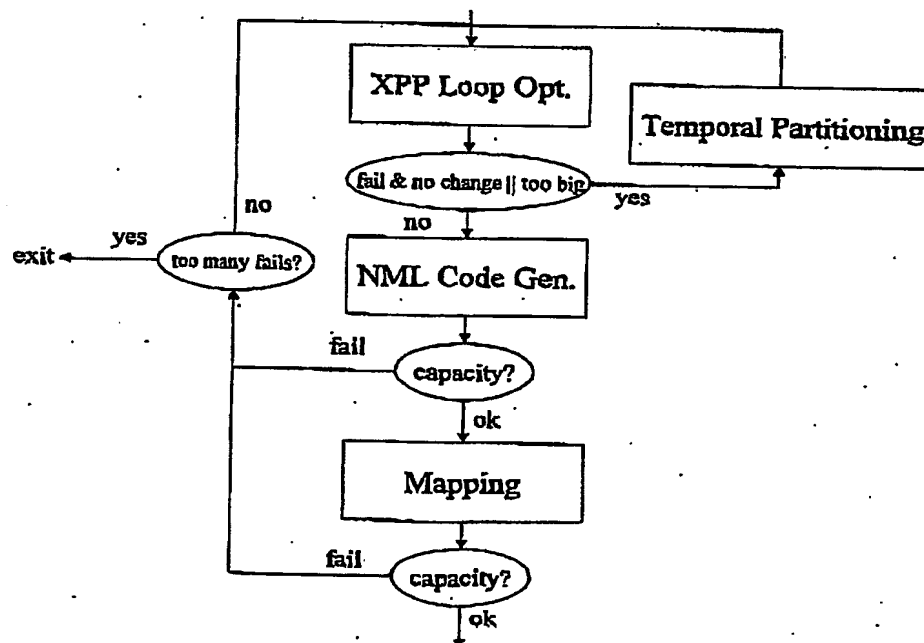 XPP Loop Opt.
Temporal Partitioning
fail & no change || too big
yes
no
no
yes
exit
too many fails?
NML Code Gen.
fail
capacity?
ok
Mapping
fail
capacity?
ok